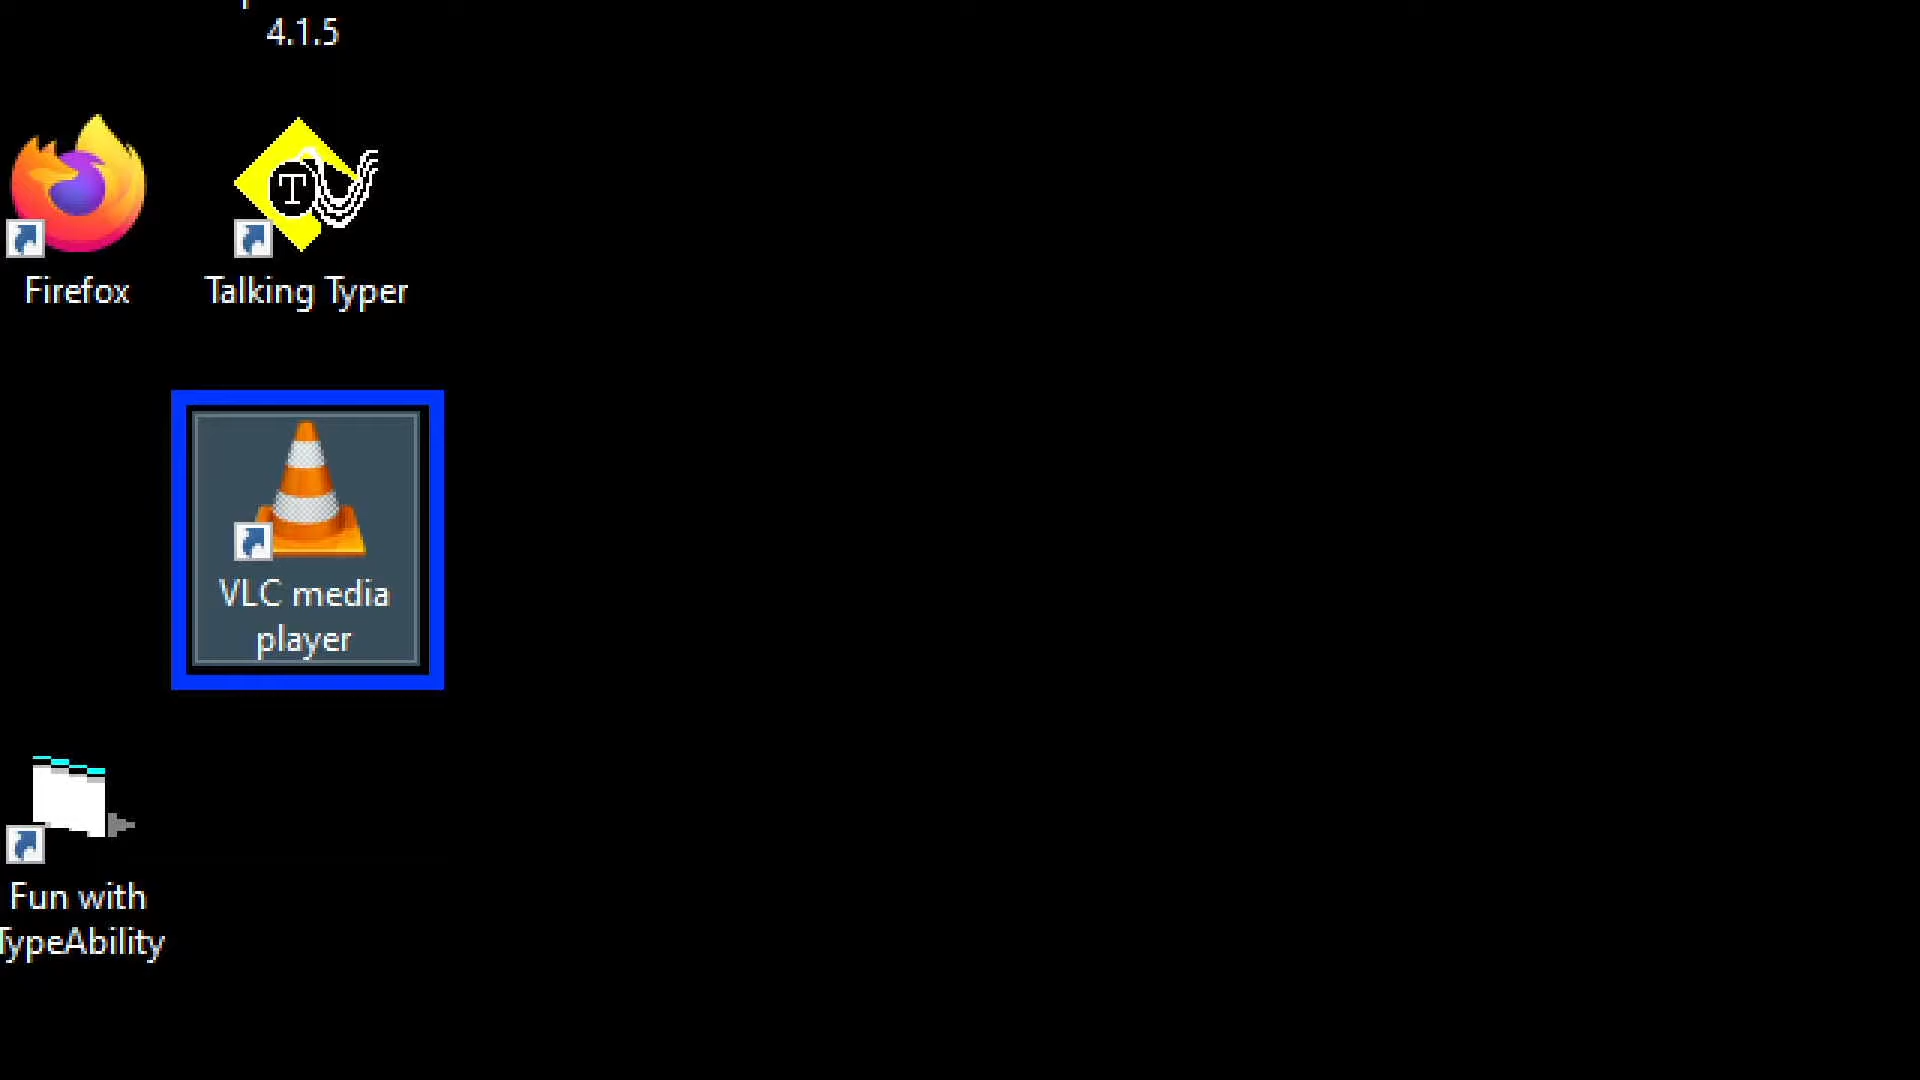 4.1.5
Firefox
Talking Typer
VLC media
player
Fun with
TypeAbility